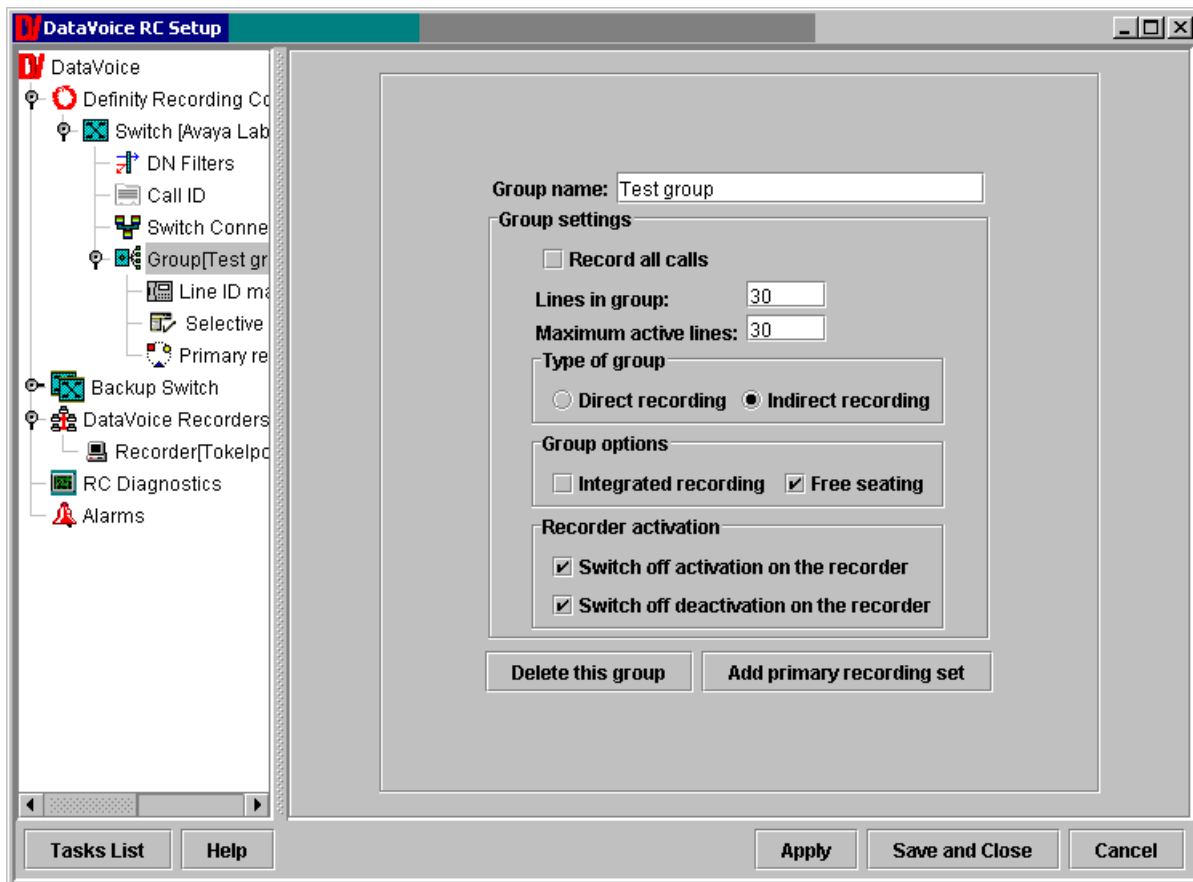 DataVoice RC Setup
DataVoice
Definity Recording Co
Switch [Avaya Lab
DN Filters
Call ID
Switch Conne
Group[Test gr
Line ID ma
Selective
Primary re
Backup Switch
DataVoice Recorders
Recorder[Tokelpo
RC Diagnostics
Alarms
Group name: Test group
Group settings
Record all calls
Lines in group: 30
Maximum active lines: 30
Type of group
Direct recording Indirect recording
Group options
Integrated recording Free seating
Recorder activation
Switch off activation on the recorder
Switch off deactivation on the recorder
Delete this group Add primary recording set
Tasks List Help Apply Save and Close Cancel